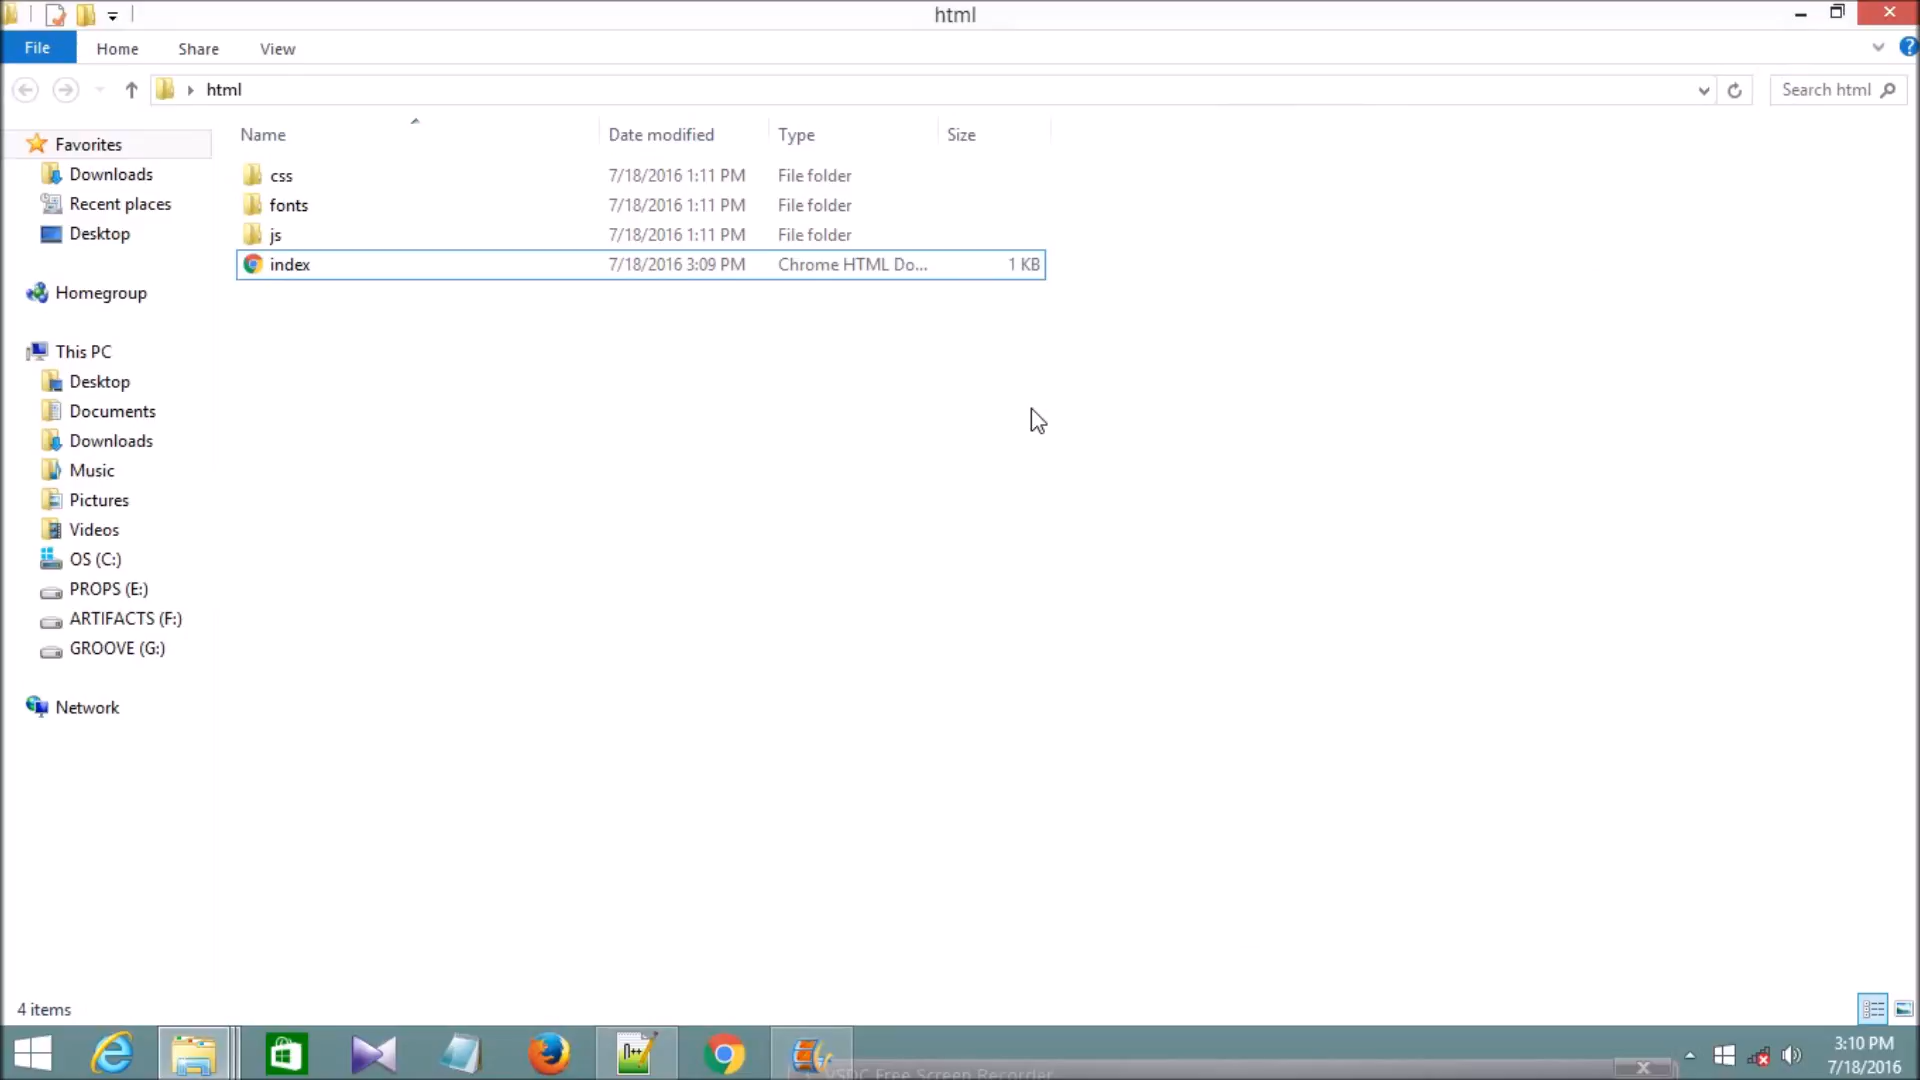 html
File Home Share View
html
Search html
Name Date modified Type Size
Favorites
Downloads
Recent places
Desktop
Homegroup
This PC
Desktop
Documents
Downloads
Music
Pictures
Videos
OS (C:)
PROPS (E:)
ARTIFACTS (F:)
GROOVE (G:)
Network
css 7/18/2016 1:11 PM File folder
fonts 7/18/2016 1:11 PM File folder
js 7/18/2016 1:11 PM File folder
index 7/18/2016 3:09 PM Chrome HTML Do... 1 KB
4 items
VSDC Free Screen Recorder
3:10 PM
7/18/2016